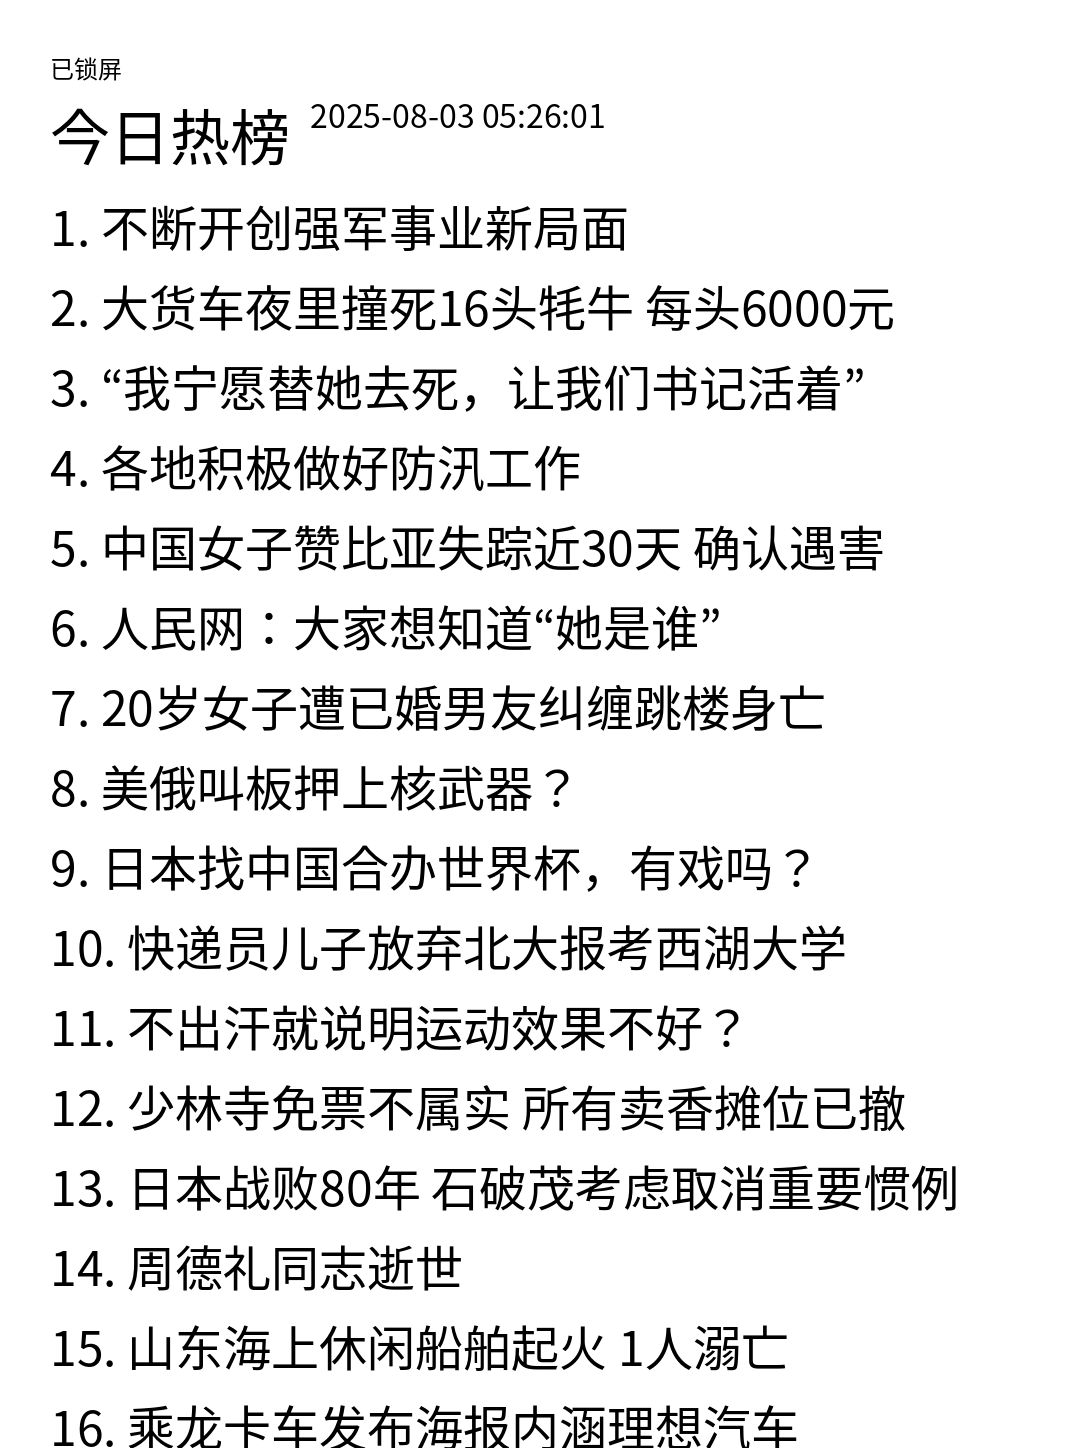 已锁屏
今日热榜 2025-08-03 05:26:01
1. 不断开创强军事业新局面
2. 大货车夜里撞死16头牦牛 每头6000元
3. “我宁愿替她去死，让我们书记活着”
4. 各地积极做好防汛工作
5. 中国女子赞比亚失踪近30天 确认遇害
6. 人民网：大家想知道“她是谁”
7. 20岁女子遭已婚男友纠缠跳楼身亡
8. 美俄叫板押上核武器？
9. 日本找中国合办世界杯，有戏吗？
10. 快递员儿子放弃北大报考西湖大学
11. 不出汗就说明运动效果不好？
12. 少林寺免票不属实 所有卖香摊位已撤
13. 日本战败80年 石破茂考虑取消重要惯例
14. 周德礼同志逝世
15. 山东海上休闲船舶起火 1人溺亡
16. 乘龙卡车发布海报内涵理想汽车